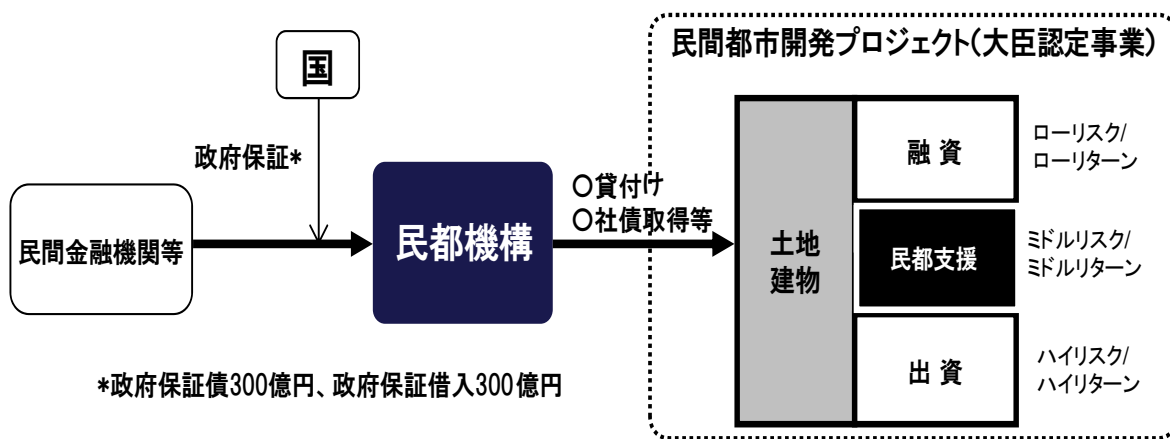 国
政府保証*
民間金融機関等
民都機構
〇貸付け
〇社債取得等
*政府保証債300億円、政府保証借入300億円
民間都市開発プロジェクト(大臣認定事業)
土地
建物
融 資
ローリスク/
ローリターン
民都支援
ミドルリスク/
ミドルリターン
出 資
ハイリスク/
ハイリターン